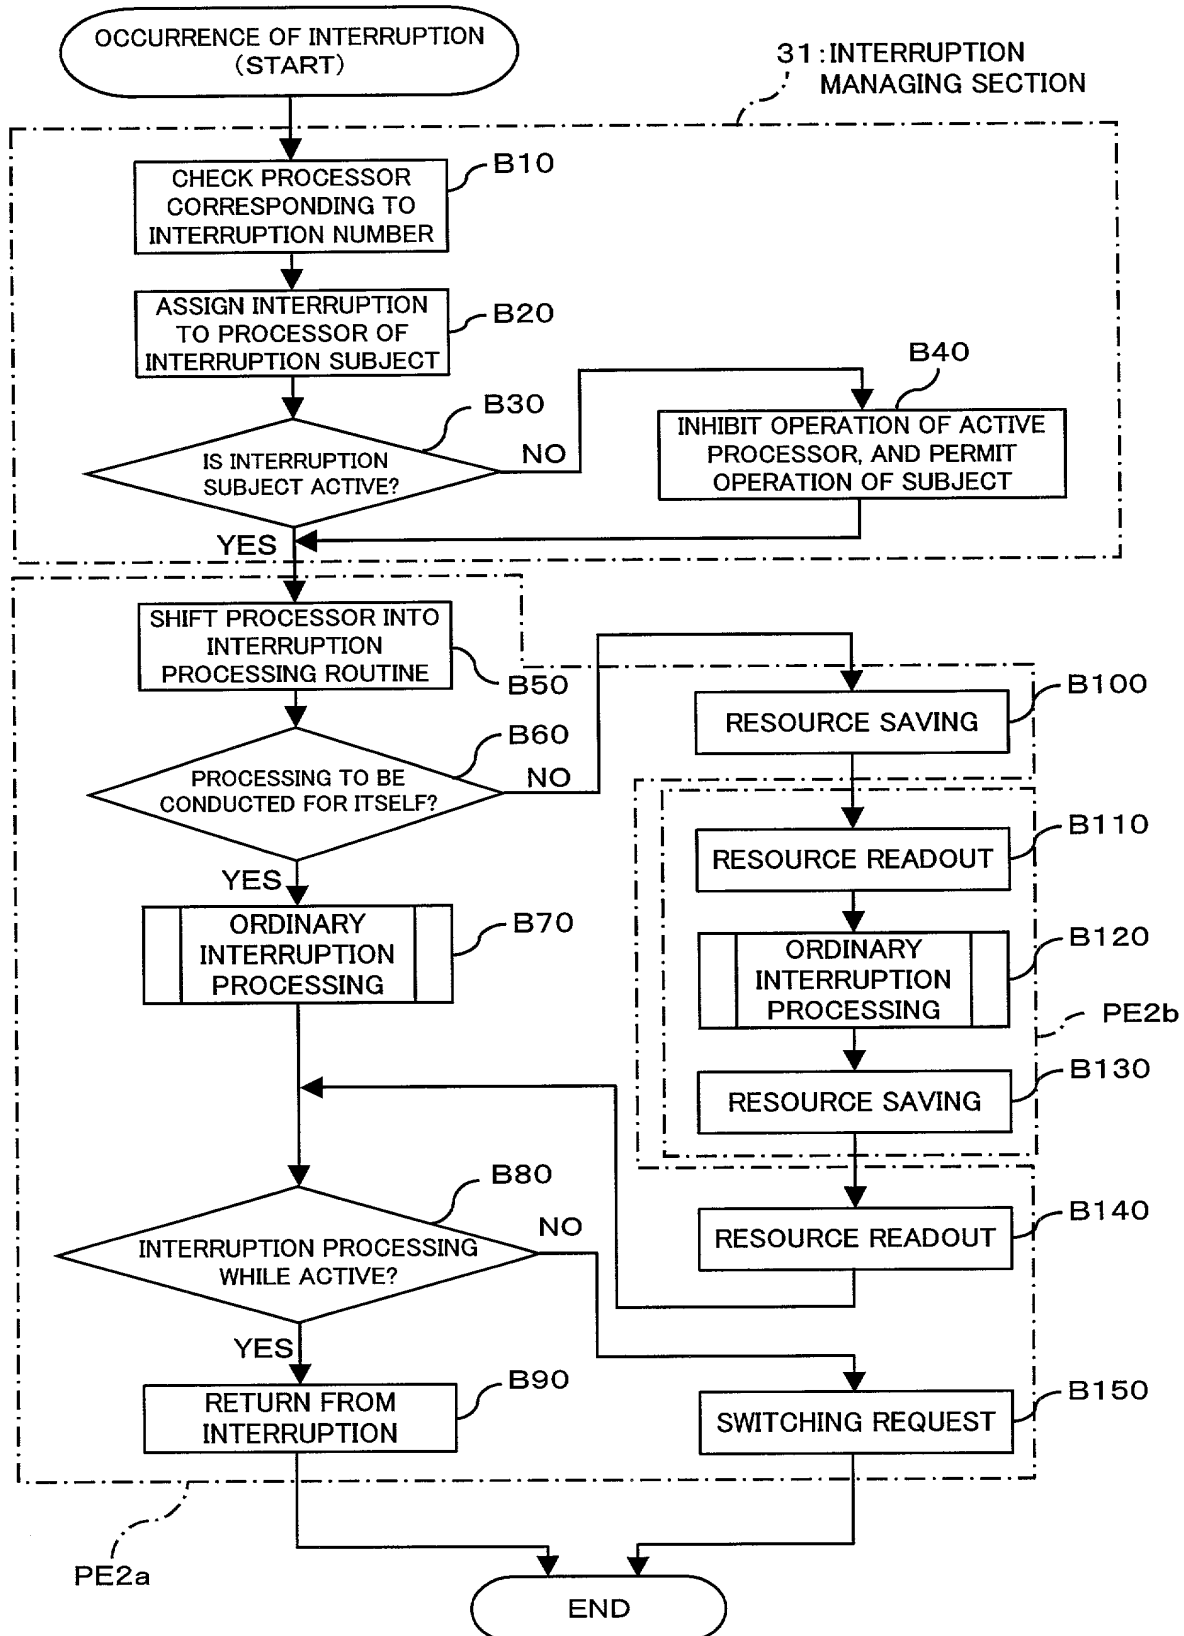 OCCURRENCE OF INTERRUPTION
(START)
31:INTERRUPTION
MANAGING SECTION
B10
CHECK PROCESSOR
CORRESPONDING TO
INTERRUPTION NUMBER
B20
ASSIGN INTERRUPTION
TO PROCESSOR OF
INTERRUPTION SUBJECT
B30
IS INTERRUPTION
SUBJECT ACTIVE?
NO
B40
INHIBIT OPERATION OF ACTIVE
PROCESSOR, AND PERMIT
OPERATION OF SUBJECT
YES
SHIFT PROCESSOR INTO
INTERRUPTION
PROCESSING ROUTINE
B50
B60
PROCESSING TO BE
CONDUCTED FOR ITSELF?
NO
B100
RESOURCE SAVING
B110
RESOURCE READOUT
YES
B70
ORDINARY
INTERRUPTION
PROCESSING
B120
ORDINARY
INTERRUPTION
PROCESSING
PE2b
B130
RESOURCE SAVING
B80
INTERRUPTION PROCESSING
WHILE ACTIVE?
NO
B140
RESOURCE READOUT
YES
B90
RETURN FROM
INTERRUPTION
B150
SWITCHING REQUEST
PE2a
END